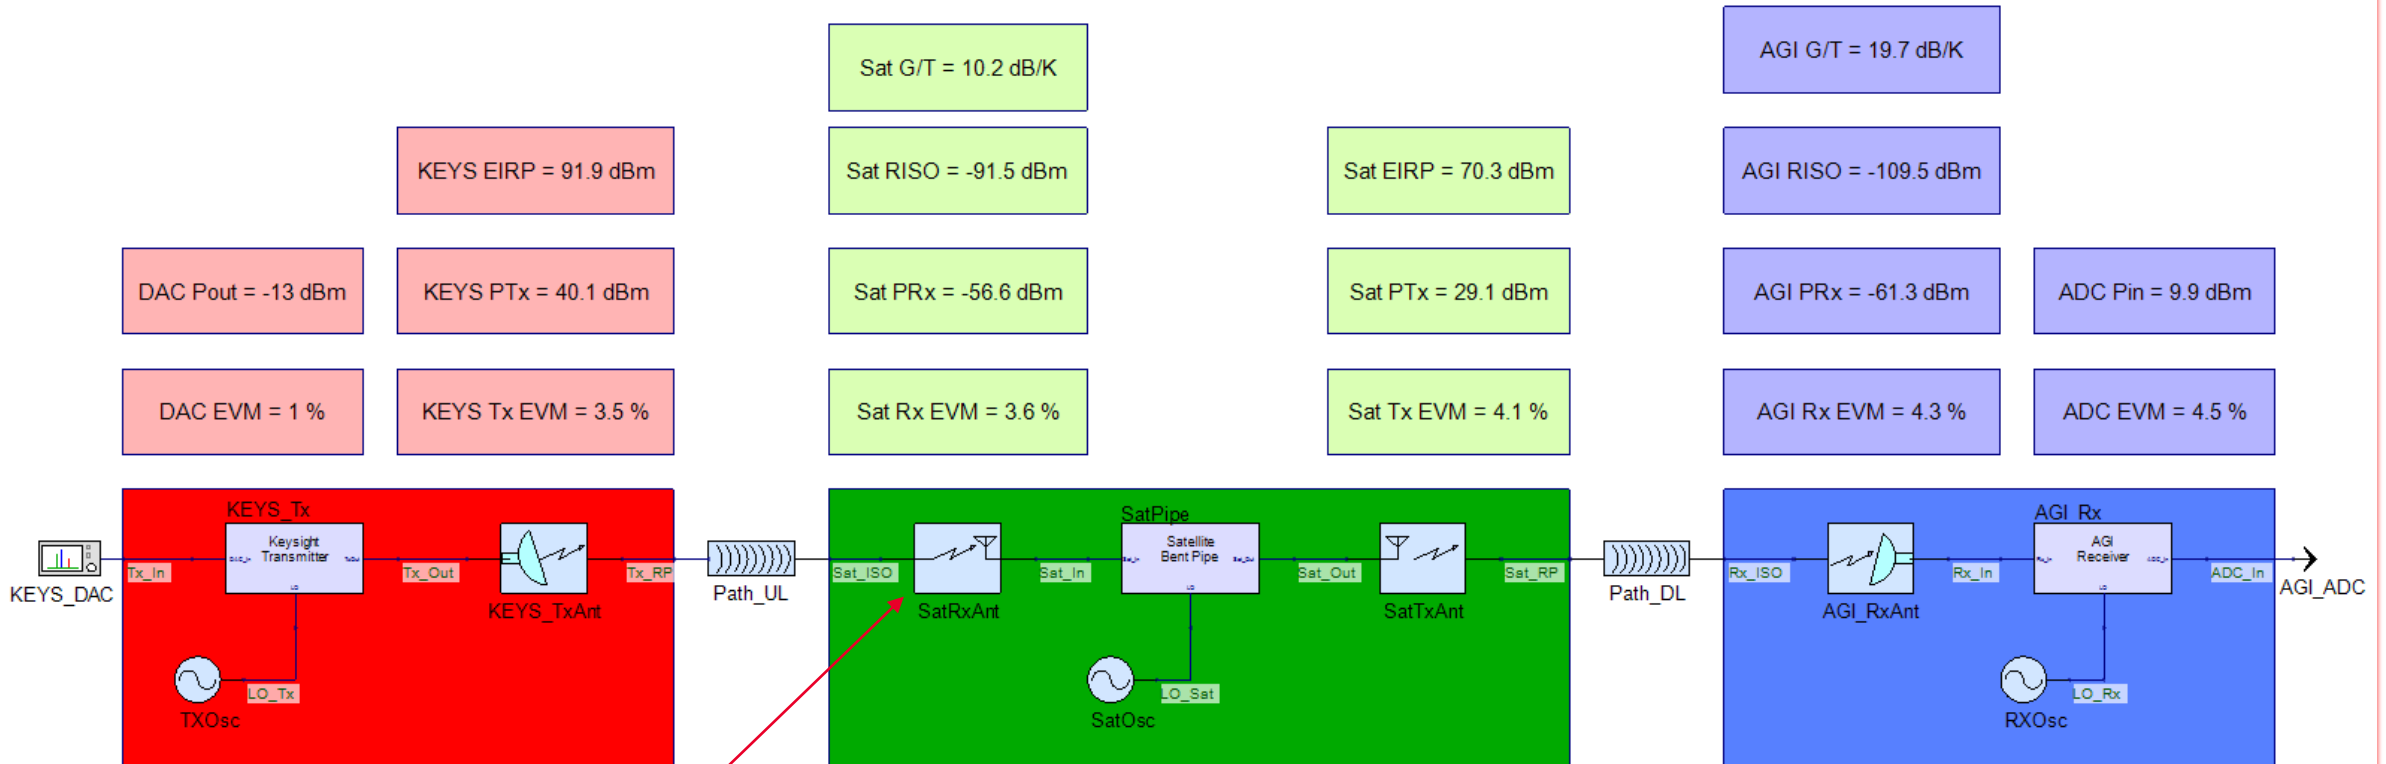 AGI G/T = 19.7 dB/K
Sat G/T = 10.2 dB/K
KEYS EIRP = 91.9 dBm
Sat RISO = -91.5 dBm
Sat EIRP = 70.3 dBm
AGI RISO = -109.5 dBm
DAC Pout = -13 dBm
KEYS PTx = 40.1 dBm
Sat PRx = -56.6 dBm
Sat PTx = 29.1 dBm
AGI PRx = -61.3 dBm
ADC Pin = 9.9 dBm
DAC EVM = 1 %
KEYS Tx EVM = 3.5 %
Sat Rx EVM = 3.6 %
Sat Tx EVM = 4.1 %
AGI Rx EVM = 4.3 %
ADC EVM = 4.5 %
KEYS_DAC
KEYS_Tx
Keysight
Transmitter
LO
Tx_In
Tx_Out
Tx_RP
KEYS_TxAnt
LO_Tx
TXOsc
Path_UL
Sat_ISO
SatRxAnt
Sat_In
SatPipe
Satellite
Bent Pipe
Sat_In
Sat_Out
LO
Sat_Out
SatTxAnt
Sat_RP
LO_Sat
SatOsc
Path_DL
Rx_ISO
AGI_RxAnt
Rx_In
AGI_Rx
AGI
Receiver
Rx_In
LO
ADC_In
LO_Rx
RXOsc
AGI_ADC